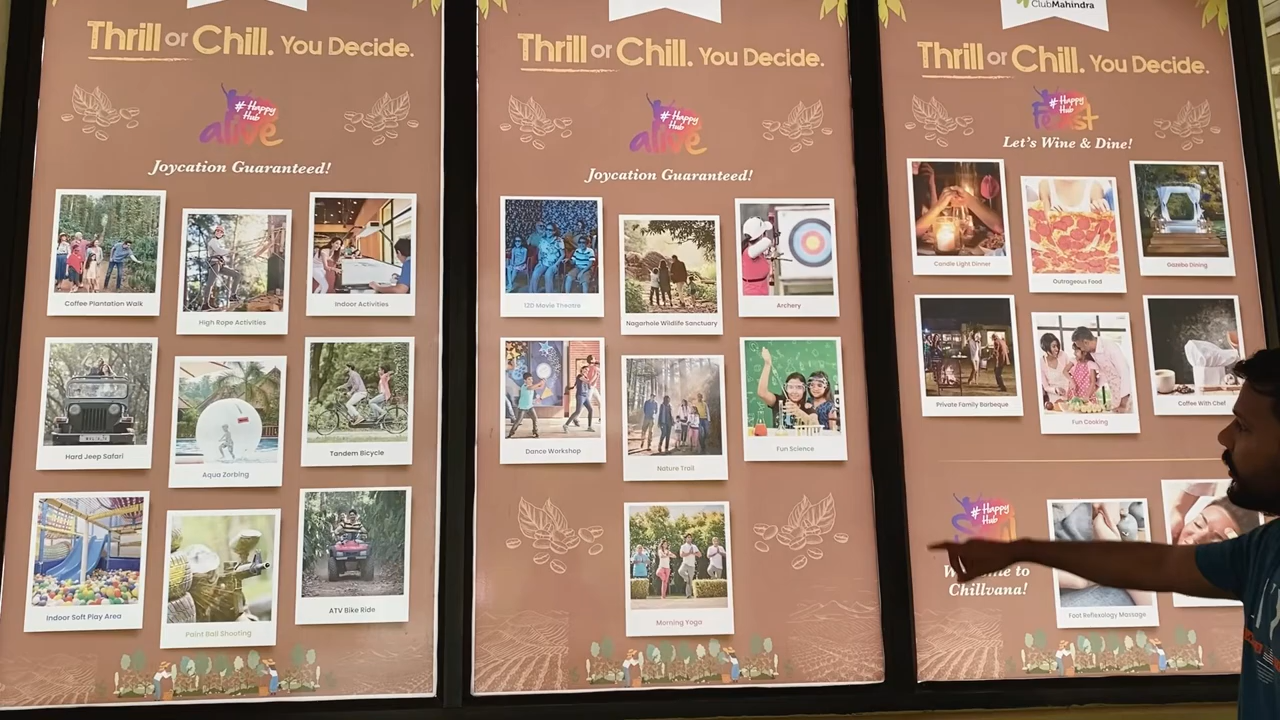 Thrill or Chill. You Decide.
#Happy
Hub
alive
Joycation Guaranteed!
Coffee Plantation Walk
High Rope Activities
Indoor Activities
Hard Jeep Safari
Aqua Zorbing
Tandem Bicycle
Indoor Soft Play Area
Paint Ball Shooting
ATV Bike Ride
Thrill or Chill. You Decide.
#Happy
Hub
alive
Joycation Guaranteed!
12D Movie Theatre
Nagarhole Wildlife Sanctuary
Archery
Dance Workshop
Nature Trail
Fun Science
Morning Yoga
ClubMahindra
Thrill or Chill. You Decide.
#Happy
Hub
Feast
Let's Wine & Dine!
Candle Light Dinner
Outrageous Food
Gazebo Dining
Private Family Barbeque
Fun Cooking
Coffee With Chef
#Happy
Hub
to
Chillvana!
Foot Reflexology Massage